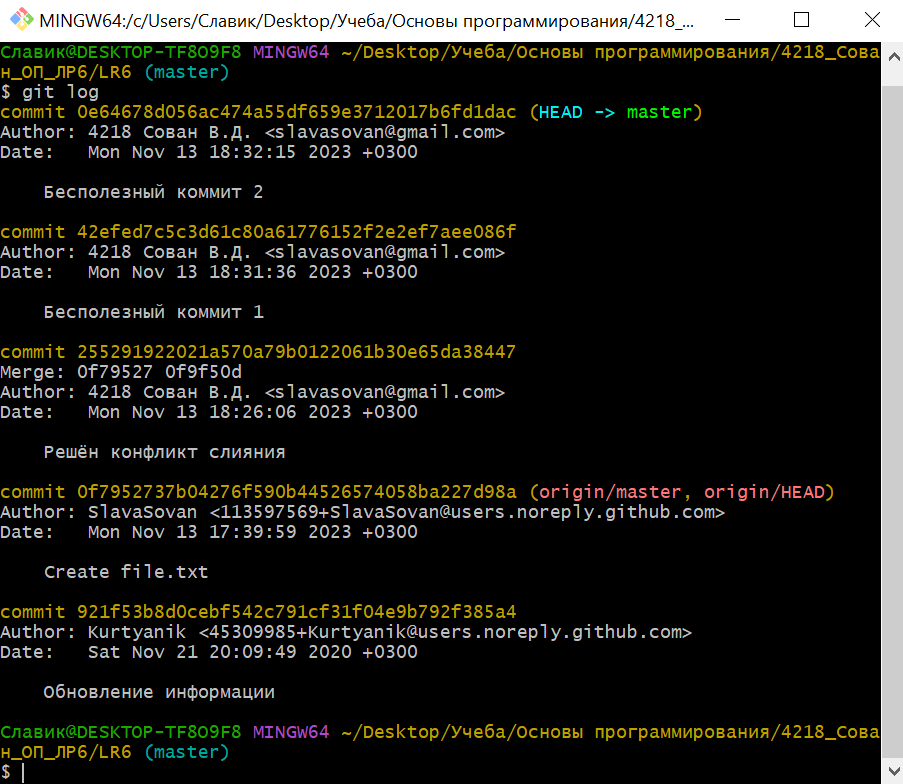 MINGW64:/c/Users/Славик/Desktop/Учеба/Основы программирования/4218_...
Славик@DESKTOP-TF8O9F8 MINGW64 ~/Desktop/Учеба/Основы программирования/4218_Сова
н_ОП_ЛР6/LR6 (master)
$ git log
commit 0e64678d056ac474a55df659e3712017b6fd1dac (HEAD -> master)
Author: 4218 Сован В.Д. <slavasovan@gmail.com>
Date:   Mon Nov 13 18:32:15 2023 +0300
Бесполезный коммит 2
commit 42efed7c5c3d61c80a61776152f2e2ef7aee086f
Author: 4218 Сован В.Д. <slavasovan@gmail.com>
Date:   Mon Nov 13 18:31:36 2023 +0300
Бесполезный коммит 1
commit 255291922021a570a79b0122061b30e65da38447
Merge: 0f79527 0f9f50d
Author: 4218 Сован В.Д. <slavasovan@gmail.com>
Date:   Mon Nov 13 18:26:06 2023 +0300
Решён конфликт слияния
commit 0f7952737b04276f590b44526574058ba227d98a (origin/master, origin/HEAD)
Author: SlavaSovan <113597569+SlavaSovan@users.noreply.github.com>
Date:   Mon Nov 13 17:39:59 2023 +0300
Create file.txt
commit 921f53b8d0cebf542c791cf31f04e9b792f385a4
Author: Kurtyanik <45309985+Kurtyanik@users.noreply.github.com>
Date:   Sat Nov 21 20:09:49 2020 +0300
Обновление информации
Славик@DESKTOP-TF8O9F8 MINGW64 ~/Desktop/Учеба/Основы программирования/4218_Сова
н_ОП_ЛР6/LR6 (master)
$